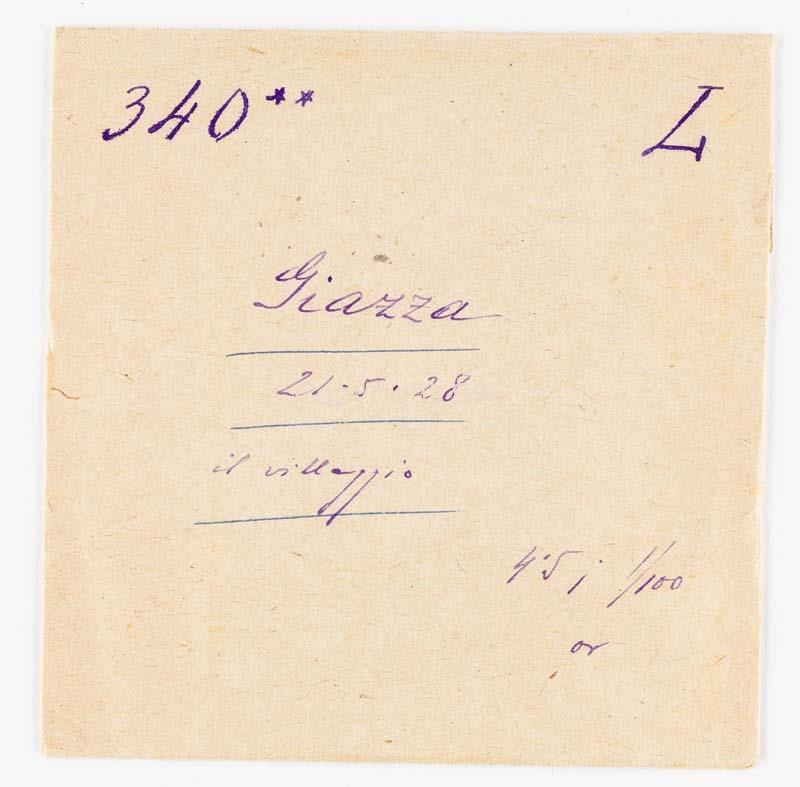 340** L
Giazza
21·5·28
il villaggio
4·5; 1/100
or